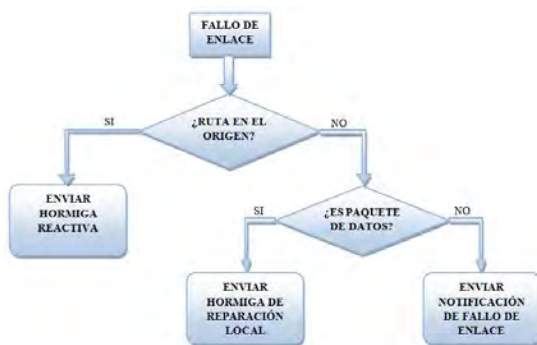 FALLO DE
ENLACE
¿RUTA EN EL
ORIGEN?
SI
NO
ENVIAR
HORMIGA
REACTIVA
¿ES PAQUETE
DE DATOS?
SI
NO
ENVIAR
HORMIGA DE
REPARACIÓN
LOCAL
ENVIAR
NOTIFICACIÓN
DE FALLO DE
ENLACE